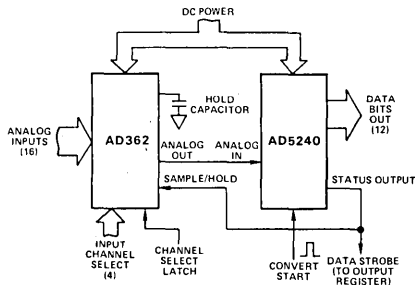 DC POWER
HOLD
CAPACITOR
AD362
AD5240
DATA
BITS
OUT
(12)
ANALOG
INPUTS
(16)
ANALOG
OUT
ANALOG
IN
SAMPLE/HOLD
STATUS OUTPUT
INPUT
CHANNEL
SELECT
(4)
CHANNEL
SELECT
LATCH
CONVERT
START
DATA STROBE
(TO OUTPUT
REGISTER)